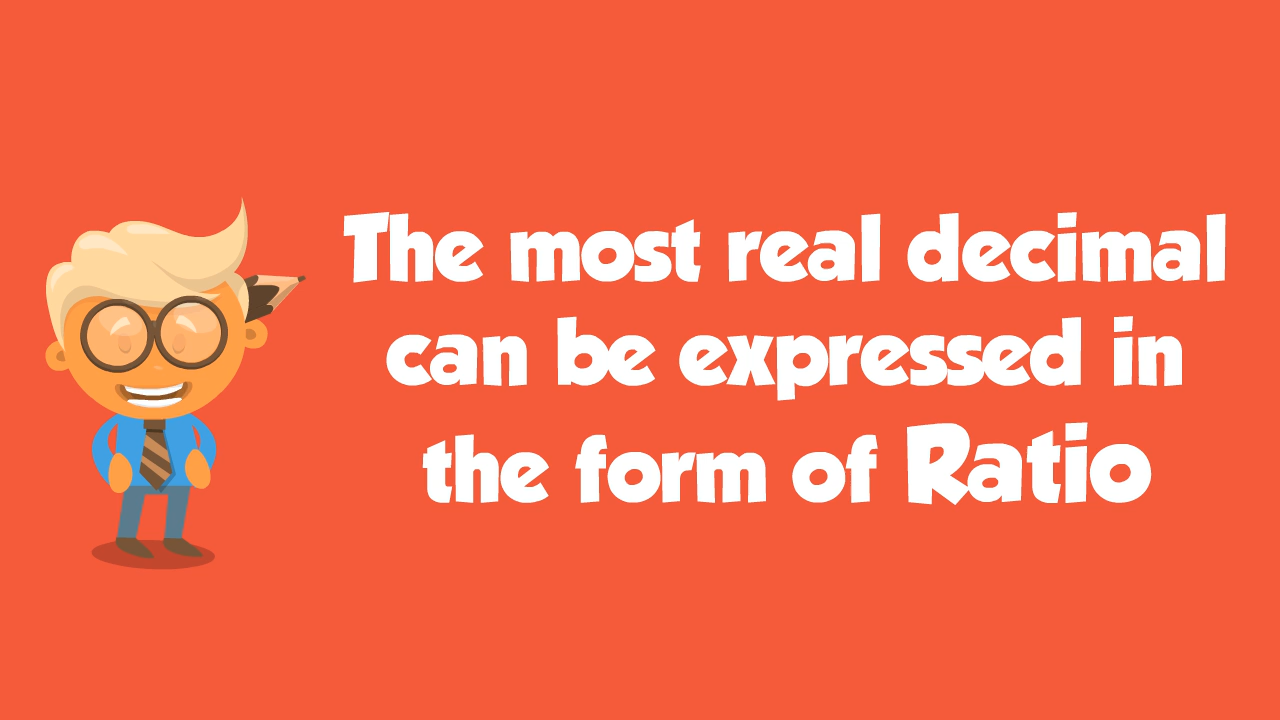 The most real decimal
can be expressed in
the form of Ratio